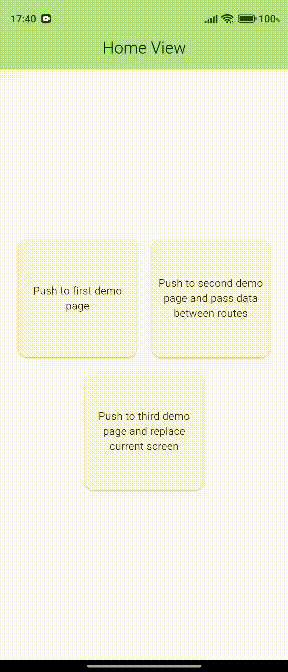 17:40
100%
Home View
Push to first demo
page
Push to second demo
page and pass data
between routes
Push to third demo
page and replace
current screen